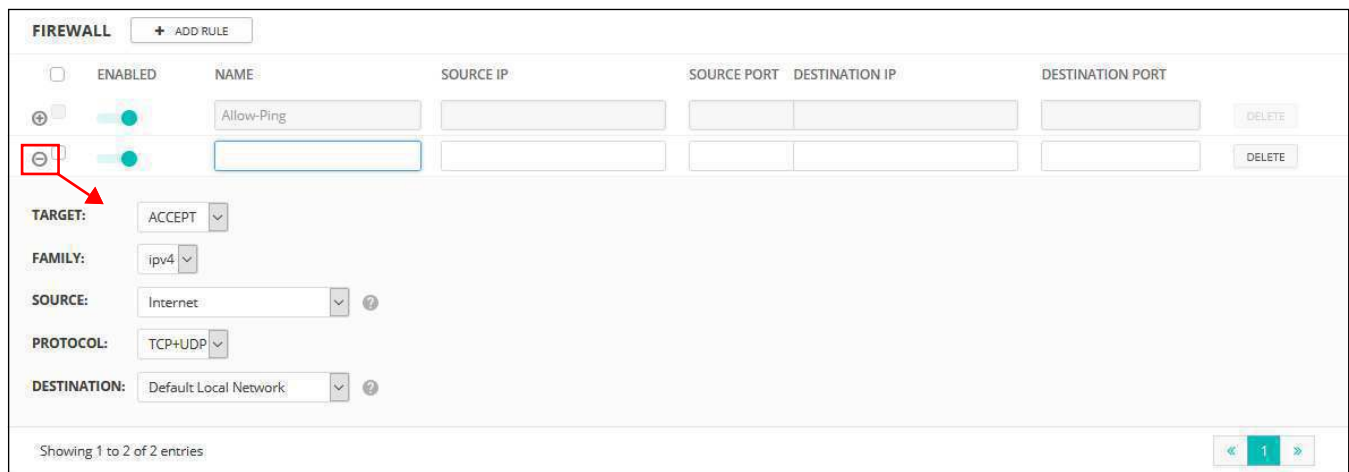 FIREWALL + ADD RULE
ENABLED NAME SOURCE IP SOURCE PORT DESTINATION IP DESTINATION PORT
Allow-Ping DELETE
DELETE
TARGET: ACCEPT
FAMILY: ipv4
SOURCE: Internet ?
PROTOCOL: TCP+UDP
DESTINATION: Default Local Network ?
Showing 1 to 2 of 2 entries « 1 »